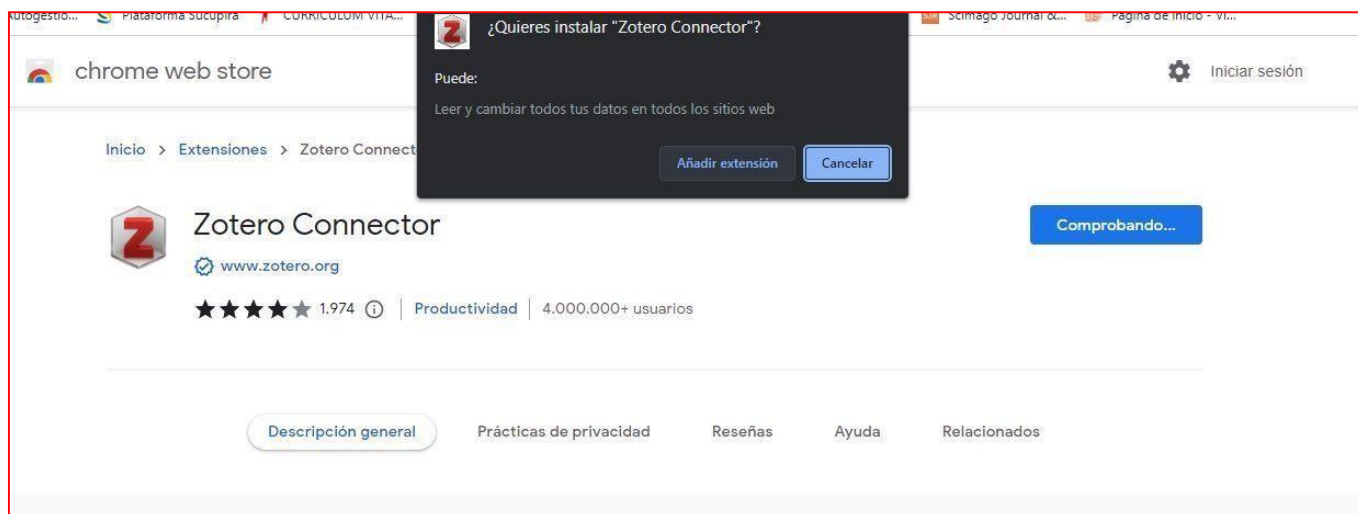 Autogestio... Plataforma Sucupira CURRICULUM VITA... Scimago Journal &... Página de inicio - Vi...
¿Quieres instalar "Zotero Connector"?
chrome web store
Iniciar sesión
Puede:
Leer y cambiar todos tus datos en todos los sitios web
Añadir extensión Cancelar
Inicio > Extensiones > Zotero Connect
Zotero Connector
Comprobando...
www.zotero.org
1.974 | Productividad | 4.000.000+ usuarios
Descripción general Prácticas de privacidad Reseñas Ayuda Relacionados